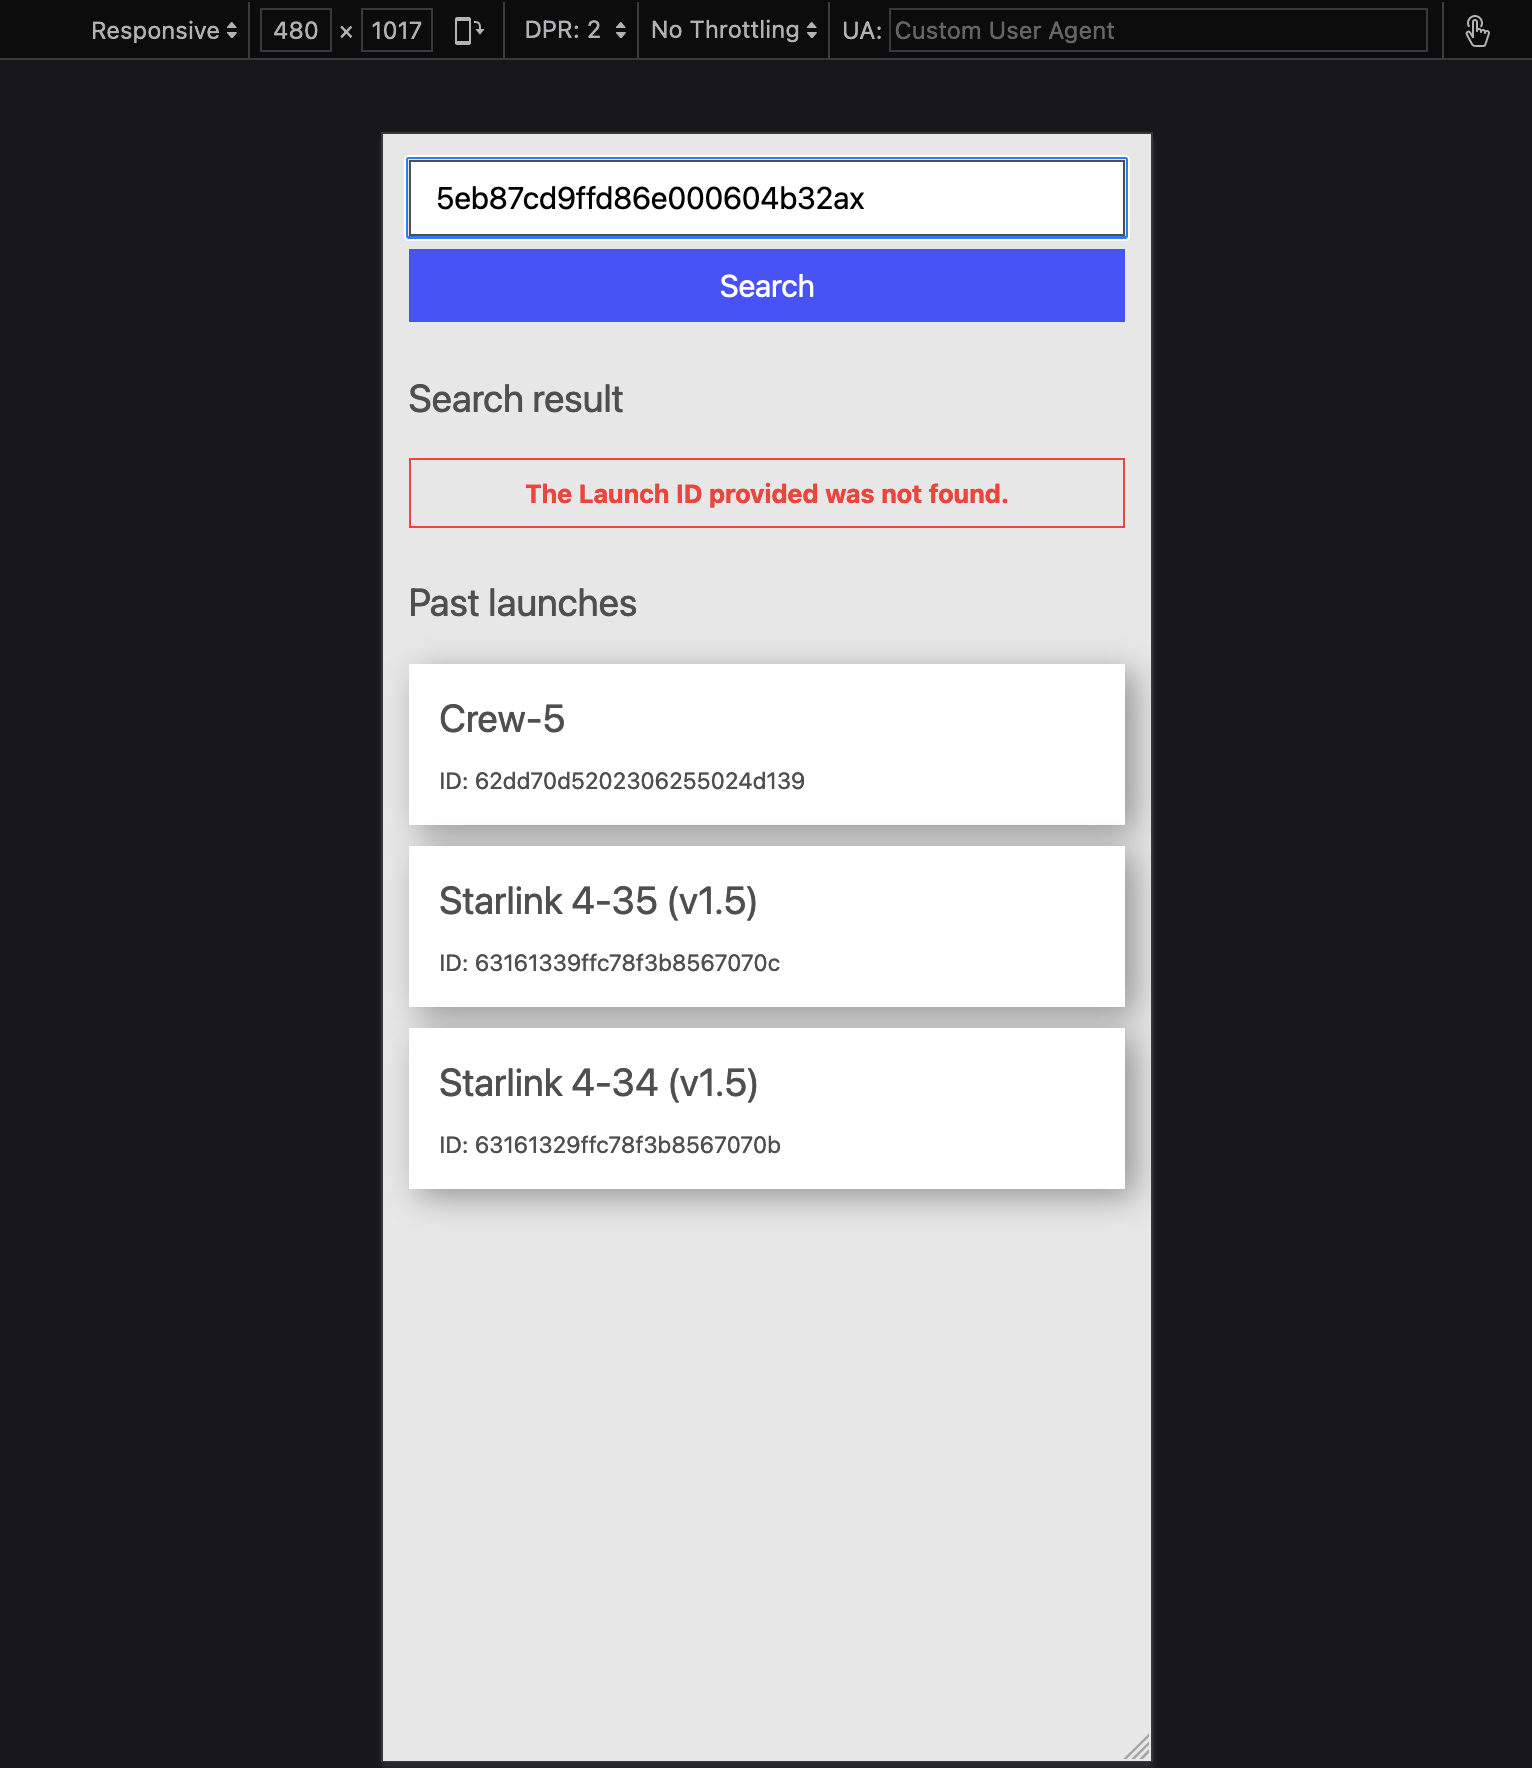 Responsive 480 × 1017 DPR: 2 No Throttling UA: Custom User Agent
5eb87cd9ffd86e000604b32ax
Search
Search result
The Launch ID provided was not found.
Past launches
Crew-5
ID: 62dd70d5202306255024d139
Starlink 4-35 (v1.5)
ID: 63161339ffc78f3b8567070c
Starlink 4-34 (v1.5)
ID: 63161329ffc78f3b8567070b